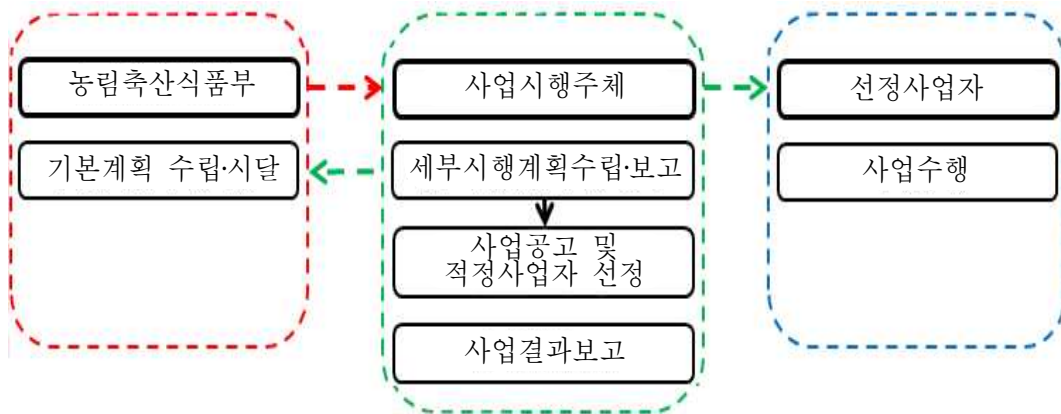 농림축산식품부
기본계획 수립·시달
사업시행주체
세부시행계획수립·보고
사업공고 및
적정사업자 선정
사업결과보고
선정사업자
사업수행